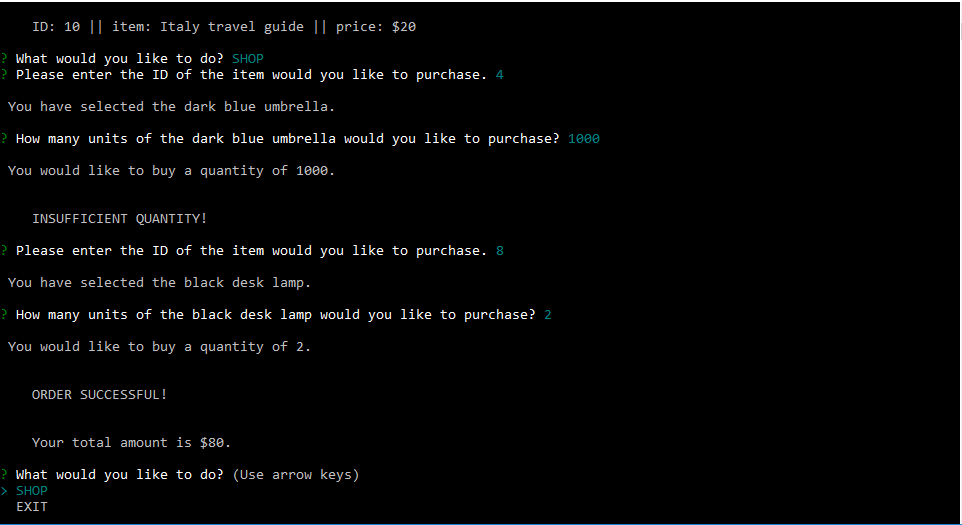 ID: 10 || item: Italy travel guide || price: $20
? What would you like to do? SHOP
? Please enter the ID of the item would you like to purchase. 4
You have selected the dark blue umbrella.
? How many units of the dark blue umbrella would you like to purchase? 1000
You would like to buy a quantity of 1000.
INSUFFICIENT QUANTITY!
? Please enter the ID of the item would you like to purchase. 8
You have selected the black desk lamp.
? How many units of the black desk lamp would you like to purchase? 2
You would like to buy a quantity of 2.
ORDER SUCCESSFUL!
Your total amount is $80.
? What would you like to do? (Use arrow keys)
> SHOP
EXIT